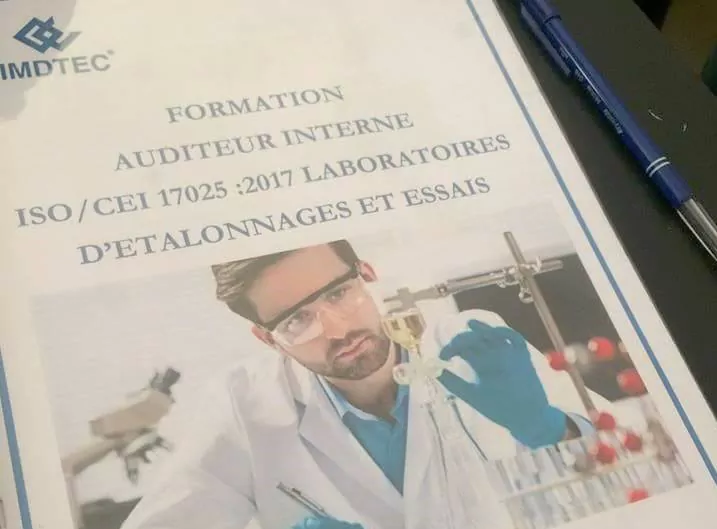 IMDTEC®
FORMATION
AUDITEUR INTERNE
ISO/CEI 17025 :2017 LABORATOIRES
D'ETALONNAGES ET ESSAIS